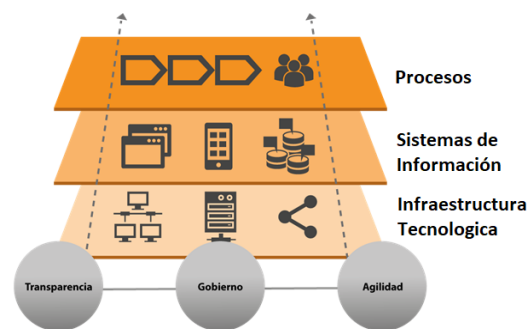 Procesos
Sistemas de
Información
Infraestructura
Tecnologica
Transparencia
Gobierno
Agilidad